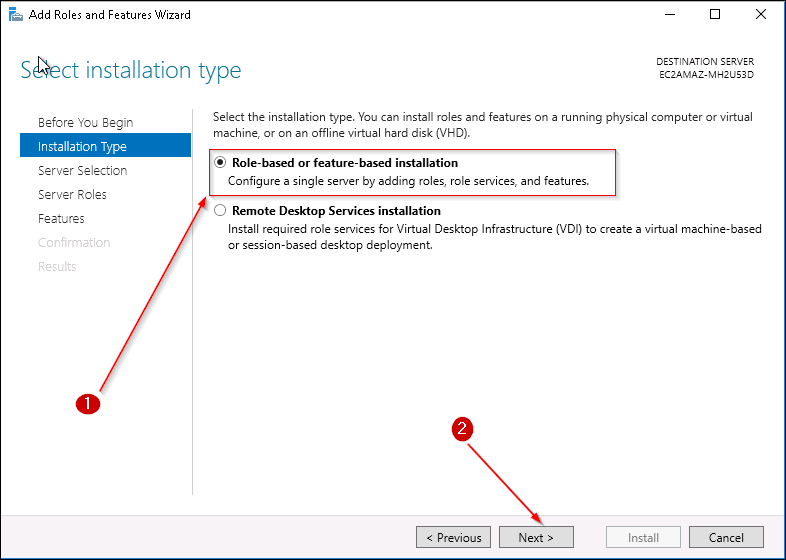 Add Roles and Features Wizard
Select installation type
DESTINATION SERVER
EC2AMAZ-MH2U53D
Before You Begin
Installation Type
Server Selection
Server Roles
Features
Confirmation
Results
Select the installation type. You can install roles and features on a running physical computer or virtual
machine, or on an offline virtual hard disk (VHD).
Role-based or feature-based installation
Configure a single server by adding roles, role services, and features.
Remote Desktop Services installation
Install required role services for Virtual Desktop Infrastructure (VDI) to create a virtual machine-based
or session-based desktop deployment.
1
2
< Previous
Next >
Install
Cancel